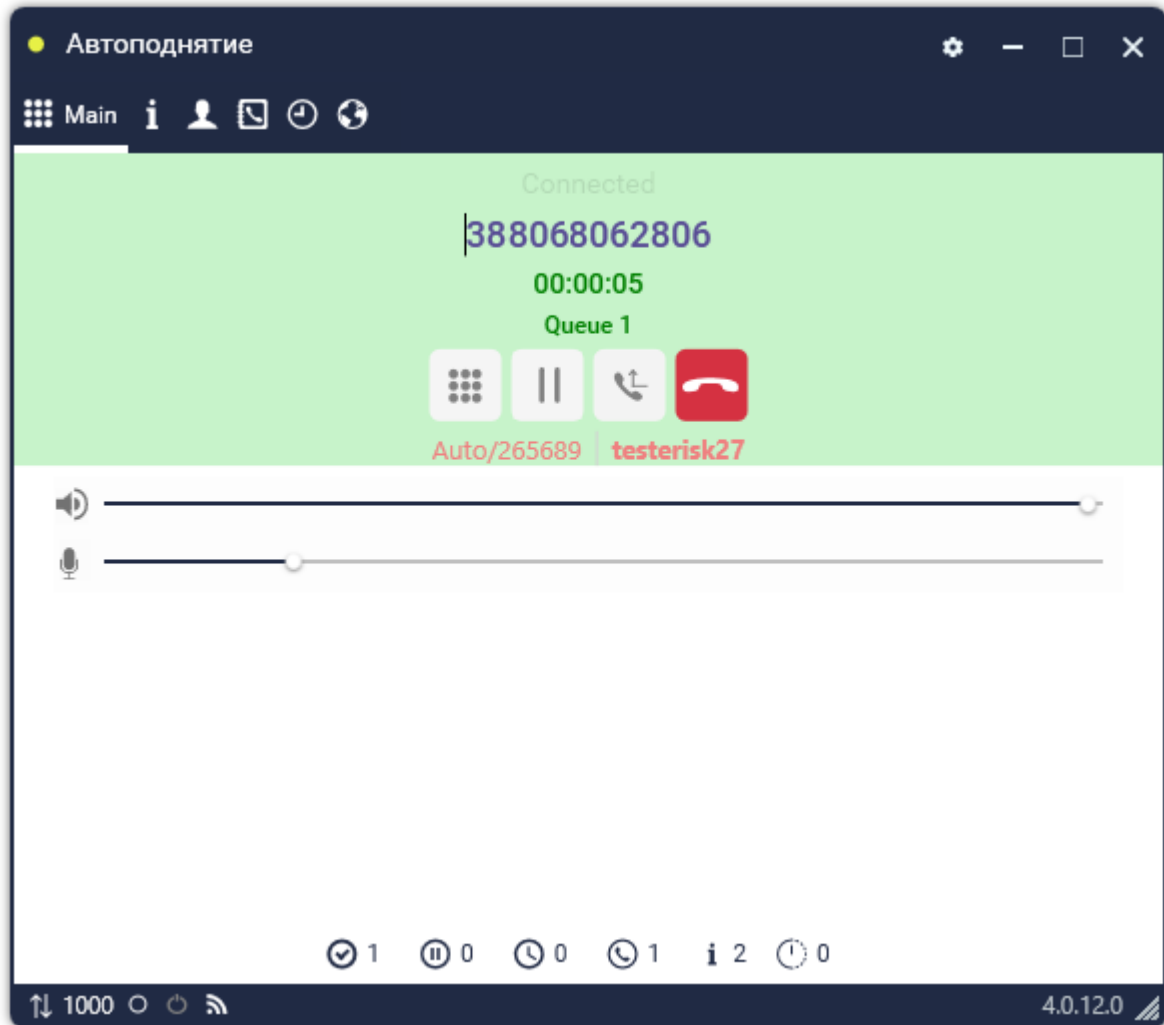 Автоподнятие
Main
Connected
388068062806
00:00:05
Queue 1
Auto/265689 testerisk27
1 0 0 1 2 0
1000 4.0.12.0